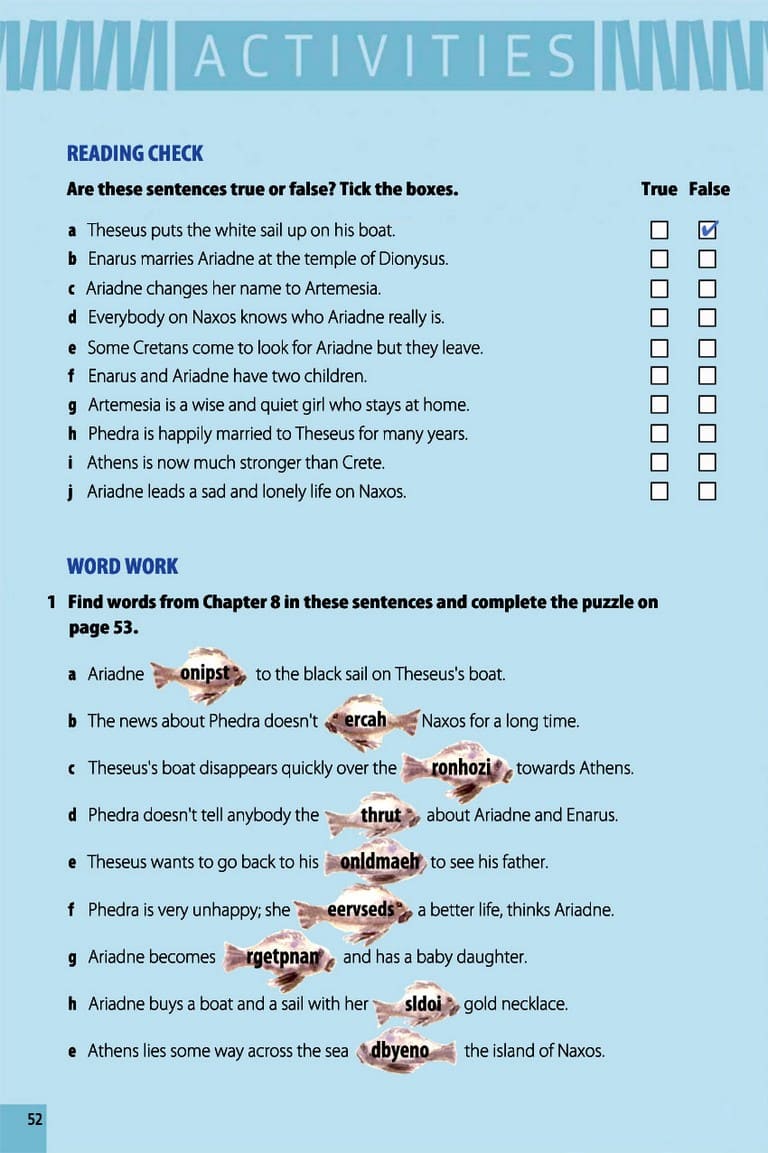 ACTIVITIES
READING CHECK
Are these sentences true or false? Tick the boxes. True False
a Theseus puts the white sail up on his boat.
b Enarus marries Ariadne at the temple of Dionysus.
c Ariadne changes her name to Artemesia.
d Everybody on Naxos knows who Ariadne really is.
e Some Cretans come to look for Ariadne but they leave.
f Enarus and Ariadne have two children.
g Artemesia is a wise and quiet girl who stays at home.
h Phedra is happily married to Theseus for many years.
i Athens is now much stronger than Crete.
j Ariadne leads a sad and lonely life on Naxos.
WORD WORK
1 Find words from Chapter 8 in these sentences and complete the puzzle on
page 53.
a Ariadne onipst to the black sail on Theseus's boat.
b The news about Phedra doesn't ercah Naxos for a long time.
c Theseus's boat disappears quickly over the ronhozi towards Athens.
d Phedra doesn't tell anybody the thrut about Ariadne and Enarus.
e Theseus wants to go back to his onldmaeh to see his father.
f Phedra is very unhappy; she eervseds a better life, thinks Ariadne.
g Ariadne becomes rgetpnan and has a baby daughter.
h Ariadne buys a boat and a sail with her sldoi gold necklace.
e Athens lies some way across the sea dbyeno the island of Naxos.
52